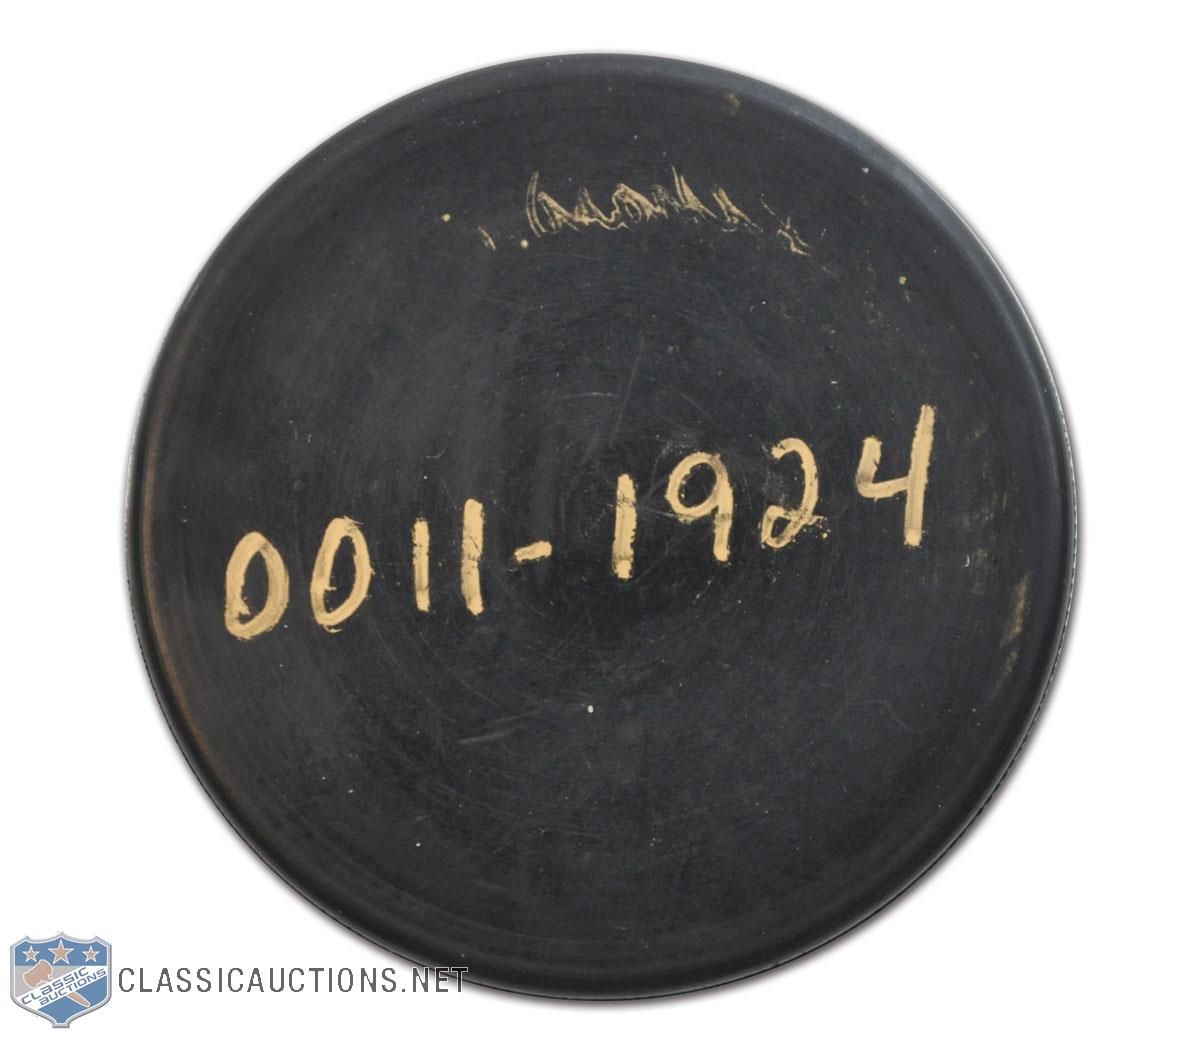 0011-1924
CLASSIC
AUCTIONS
CLASSICAUCTIONS.NET